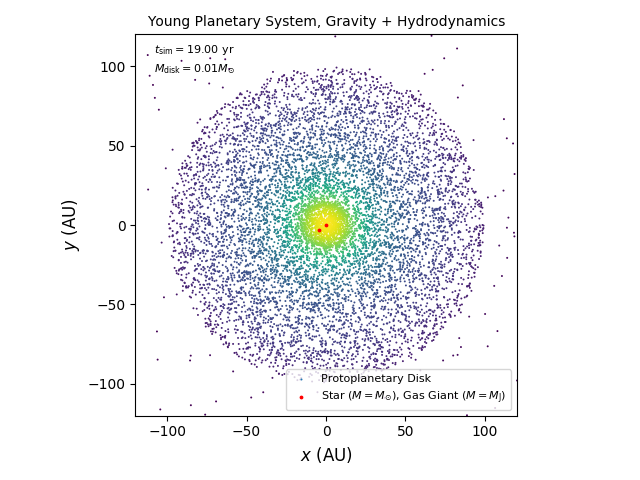 Young Planetary System, Gravity + Hydrodynamics
t_sim = 19.00 yr
M_disk = 0.01M_⊙
100
50
0
−50
−100
y (AU)
Protoplanetary Disk
Star (M = M_⊙), Gas Giant (M = M_J)
−100 −50 0 50 100
x (AU)